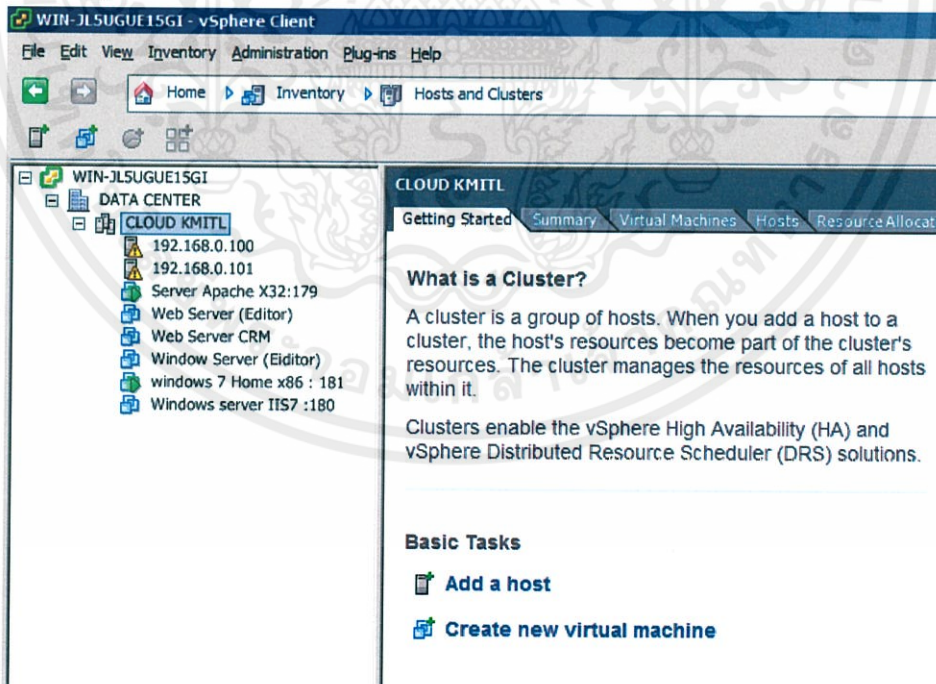 WIN-JL5UGUE15GI - vSphere Client
File Edit View Inventory Administration Plug-ins Help
Home Inventory Hosts and Clusters
WIN-JL5UGUE15GI
DATA CENTER
CLOUD KMITL
192.168.0.100
192.168.0.101
Server Apache X32:179
Web Server (Editor)
Web Server CRM
Window Server (Eiditor)
windows 7 Home x86 : 181
Windows server IIS7 :180
CLOUD KMITL
Getting Started Summary Virtual Machines Hosts Resource Allocat
What is a Cluster?
A cluster is a group of hosts. When you add a host to a
cluster, the host's resources become part of the cluster's
resources. The cluster manages the resources of all hosts
within it.
Clusters enable the vSphere High Availability (HA) and
vSphere Distributed Resource Scheduler (DRS) solutions.
Basic Tasks
Add a host
Create new virtual machine